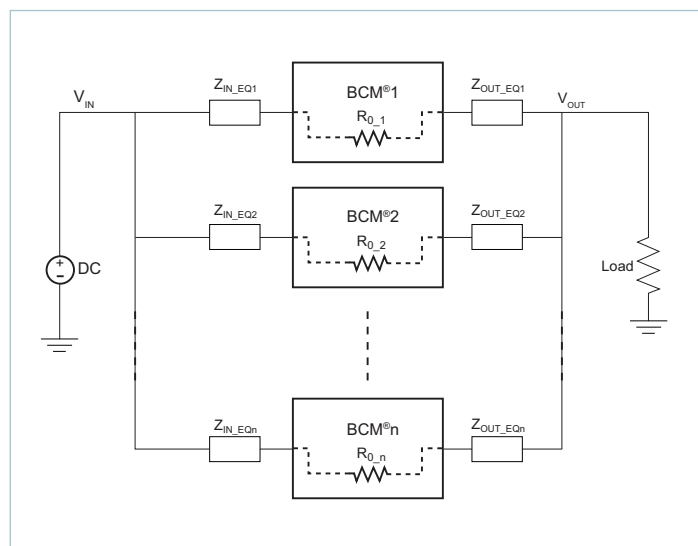 V_IN
Z_IN_EQ1
BCM®1
R_0_1
Z_OUT_EQ1
V_OUT
Z_IN_EQ2
BCM®2
R_0_2
Z_OUT_EQ2
+
DC
Load
Z_IN_EQn
BCM®n
R_0_n
Z_OUT_EQn